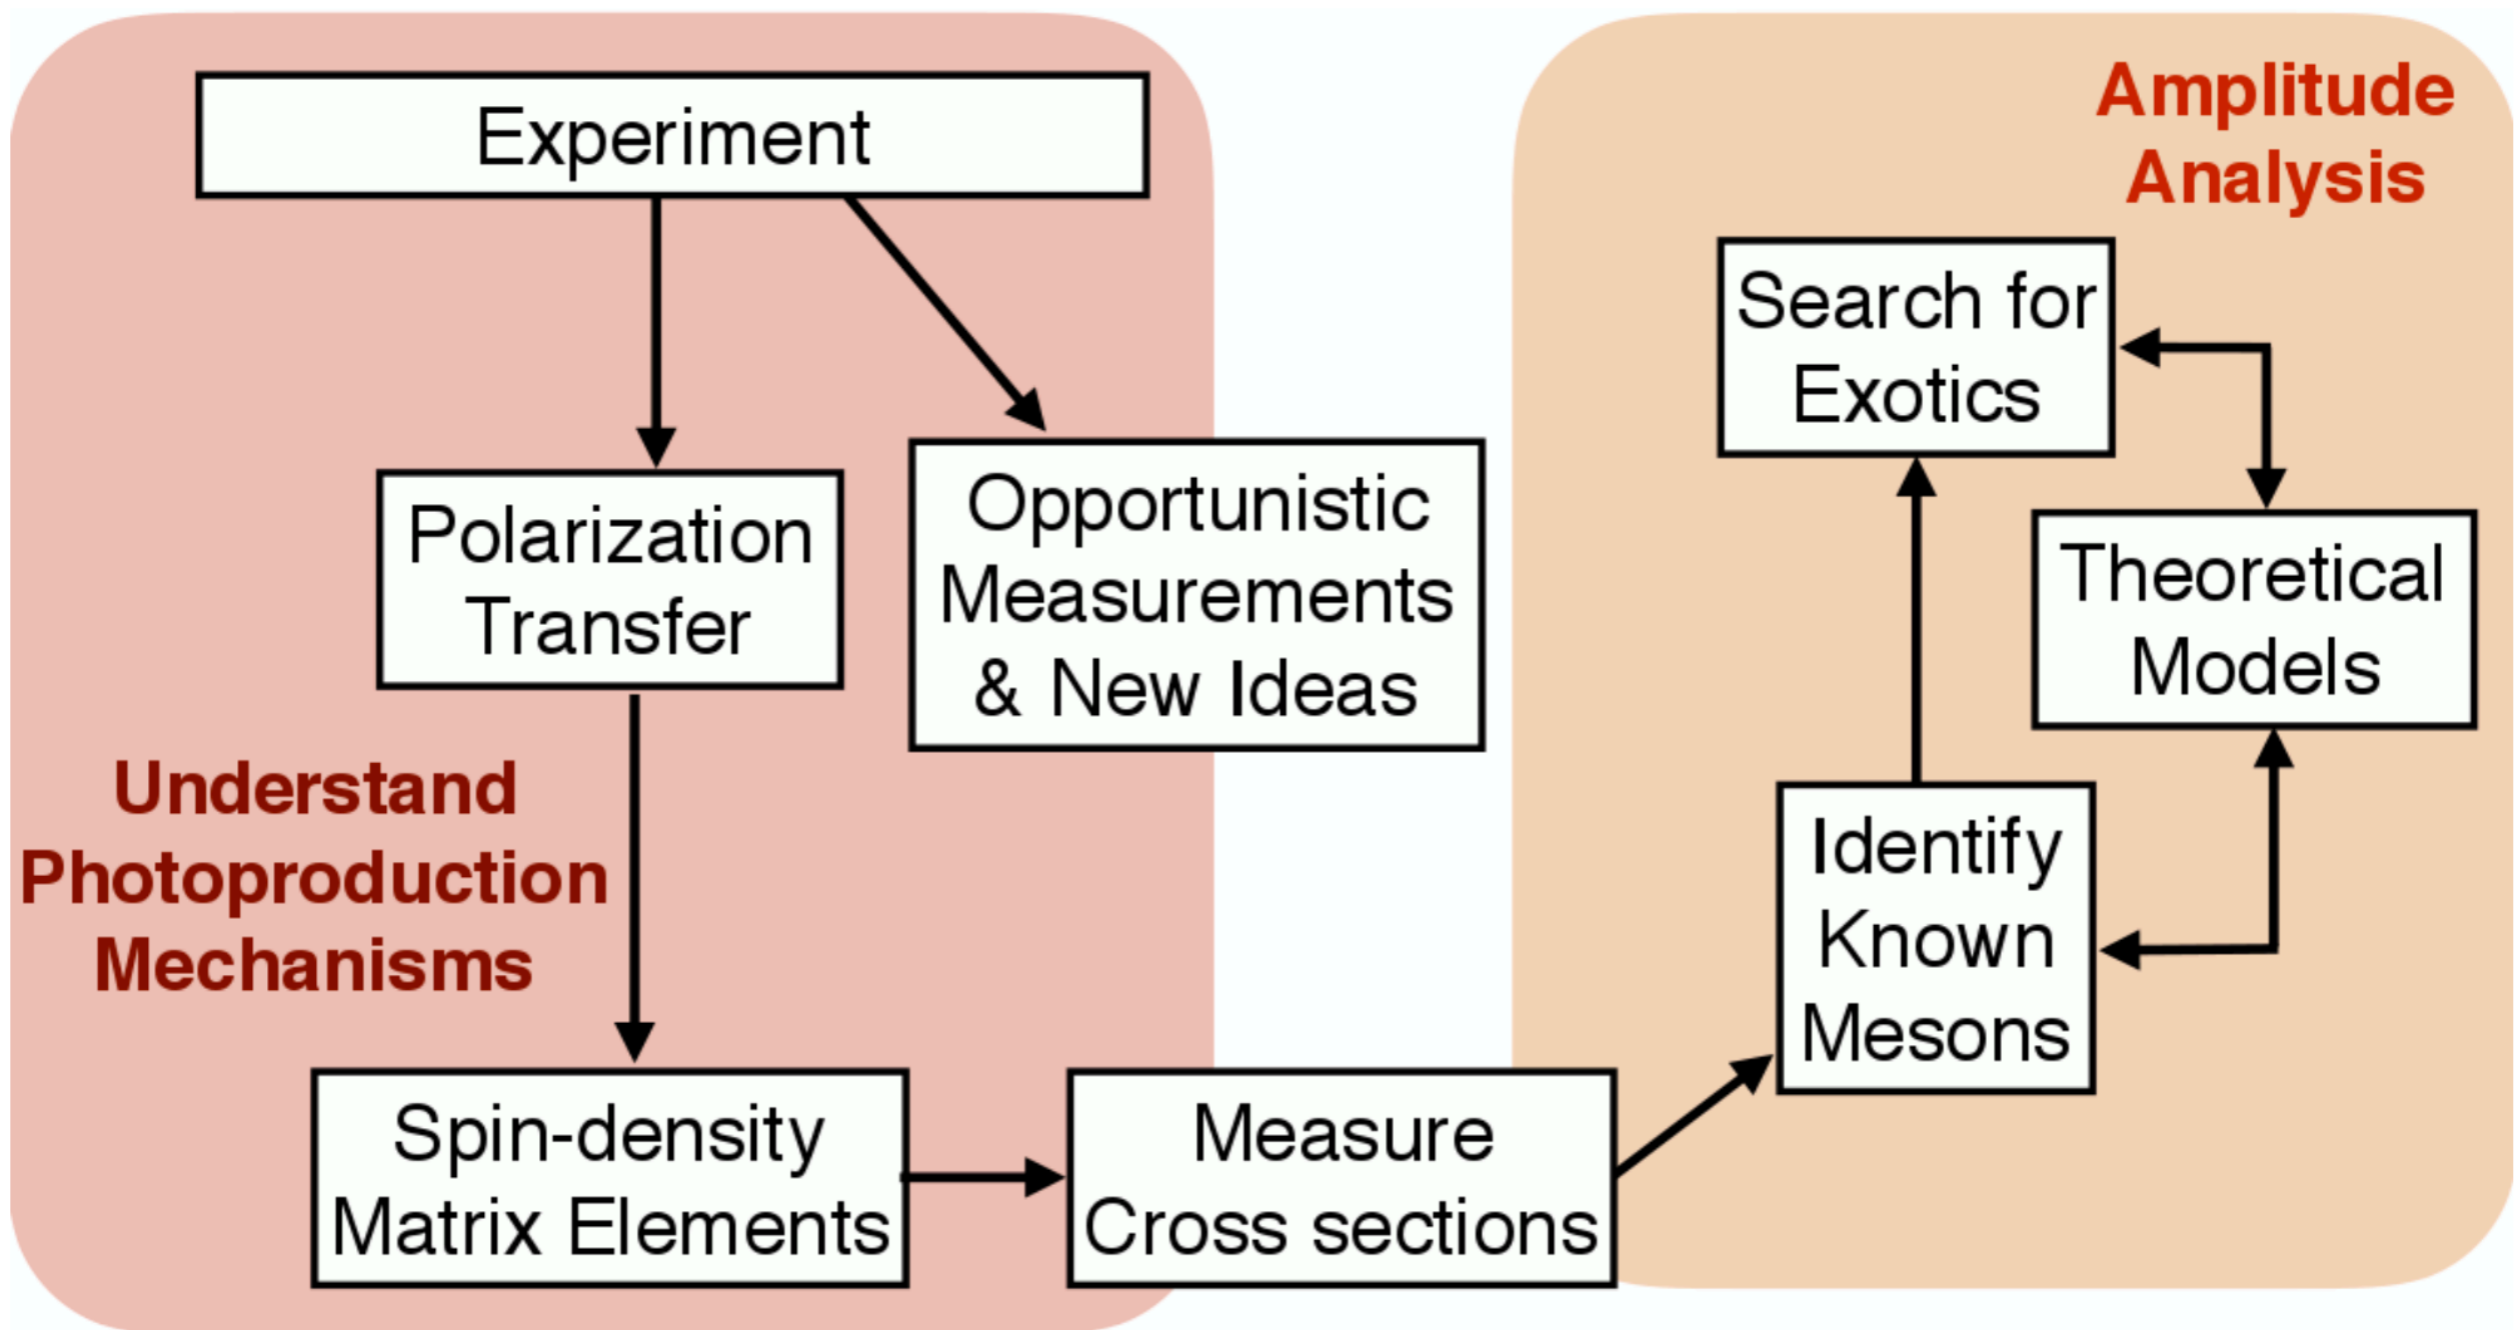 Experiment
Polarization
Transfer
Opportunistic
Measurements
& New Ideas
Understand
Photoproduction
Mechanisms
Spin-density
Matrix Elements
Measure
Cross sections
Amplitude
Analysis
Search for
Exotics
Theoretical
Models
Identify
Known
Mesons